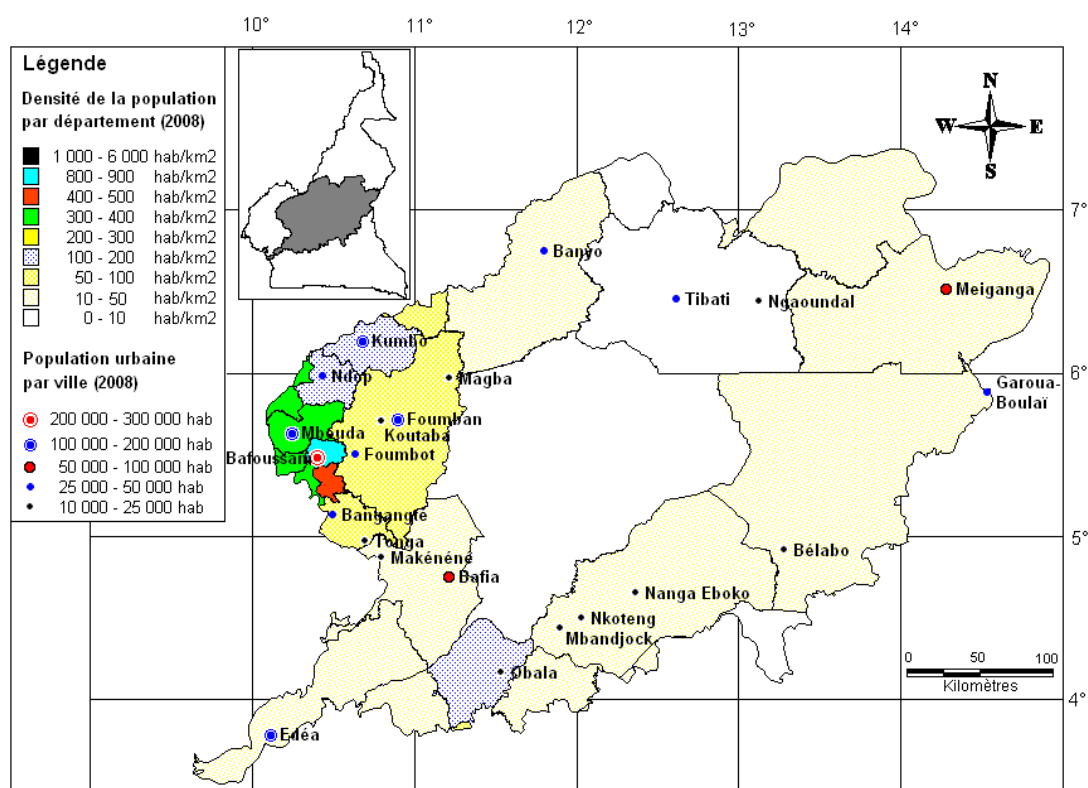 10° 11° 12° 13° 14°
Légende
Densité de la population
par département (2008)
1 000 - 6 000 hab/km2
800 - 900 hab/km2
400 - 500 hab/km2
300 - 400 hab/km2
200 - 300 hab/km2
100 - 200 hab/km2
50 - 100 hab/km2
10 - 50 hab/km2
0 - 10 hab/km2
Population urbaine
par ville (2008)
200 000 - 300 000 hab
100 000 - 200 000 hab
50 000 - 100 000 hab
25 000 - 50 000 hab
10 000 - 25 000 hab
N
W E
S
7°
Banyo
Tibati
Ngaoundal
Meiganga
Kumbo
6°
Ndop
Magba
Garoua-
Boulaï
Foumban
Koutaba
Mbouda
Foumbot
Bafoussam
Bangangté
5°
Tonga
Makénéné
Bélabo
Bafia
Nanga Eboko
Nkoteng
Mbandjock
Obala
0 50 100
Kilomètres
4°
Edéa